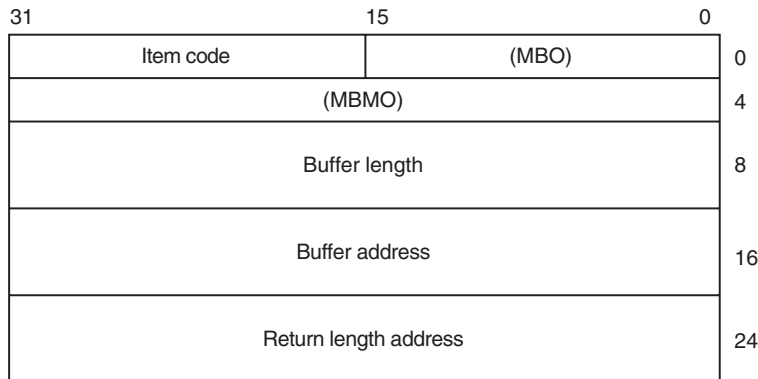 31 15 0
Item code (MBO) 0
(MBMO) 4
Buffer length 8
Buffer address 16
Return length address 24